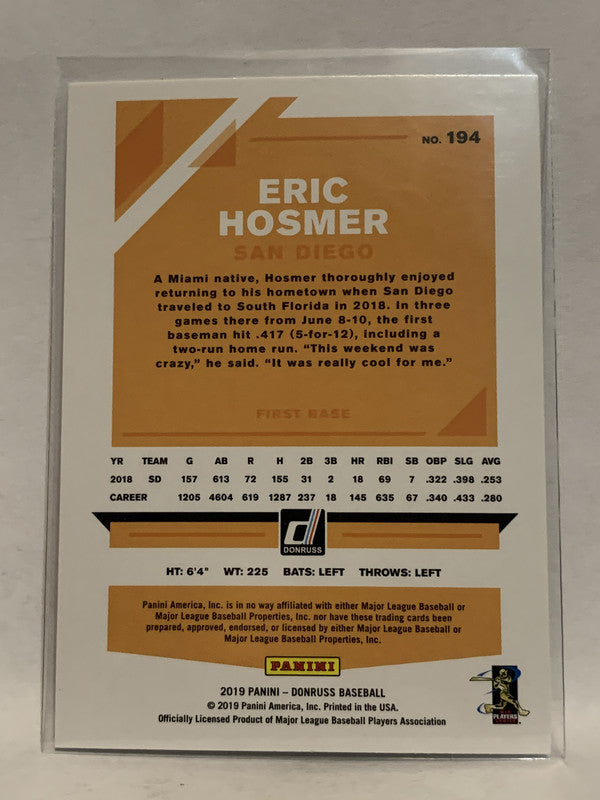 NO. 194
ERIC
HOSMER
SAN DIEGO
A Miami native, Hosmer thoroughly enjoyed
returning to his hometown when San Diego
traveled to South Florida in 2018. In three
games there from June 8-10, the first
baseman hit .417 (5-for-12), including a
two-run home run. “This weekend was
crazy,” he said. “It was really cool for me.”
FIRST BASE
YR TEAM G AB R H 2B 3B HR RBI SB OBP SLG AVG
2018 SD 157 613 72 155 31 2 18 69 7 .322 .398 .253
CAREER 1205 4604 619 1287 237 18 145 635 67 .340 .433 .280
d
DONRUSS
HT: 6'4" WT: 225 BATS: LEFT THROWS: LEFT
Panini America, Inc. is in no way affiliated with either Major League Baseball or
Major League Baseball Properties, Inc. nor have these trading cards been
prepared, approved, endorsed, or licensed by either Major League Baseball or
Major League Baseball Properties, Inc.
PANINI
2019 PANINI – DONRUSS BASEBALL
© 2019 Panini America, Inc. Printed in the USA.
Officially Licensed Product of Major League Baseball Players Association
PLAYERS